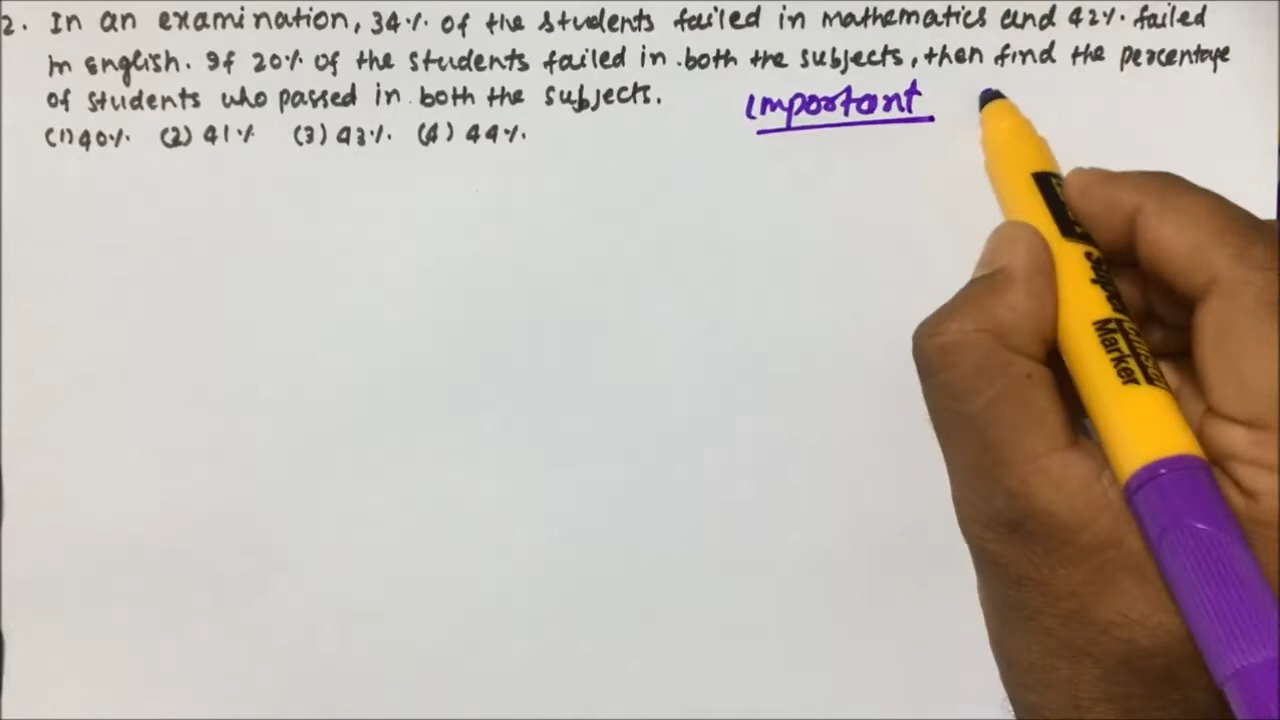 2. In an examination, 34% of the students failed in mathematics and 42% failed
in English. If 20% of the students failed in both the subjects, then find the percentage
of students who passed in both the subjects.
Important
(1) 40% (2) 41% (3) 43% (4) 44%
Super
Marker